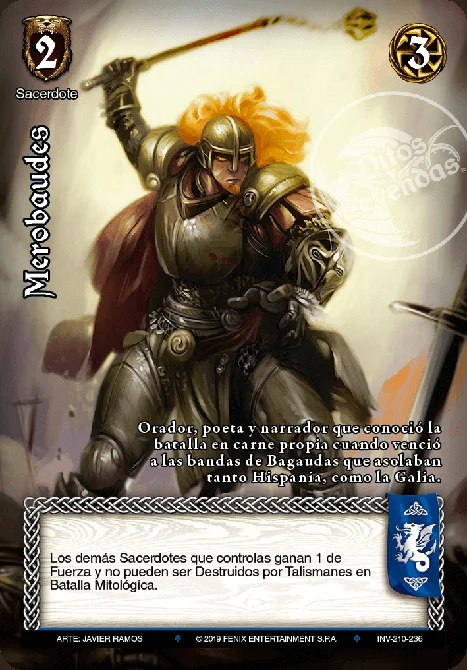 2
3
Sacerdote
Mitos
y Leyendas
Merobaudes
Orador, poeta y narrador que conoció la
batalla en carne propia cuando venció
a las bandas de Bagaudas que asolaban
tanto Hispania, como la Galia.
Los demás Sacerdotes que controlas ganan 1 de
Fuerza y no pueden ser Destruidos por Talismanes en
Batalla Mitológica.
ARTE: JAVIER RAMOS © 2019 FENIX ENTERTAINMENT S.P.A. INV-210-236